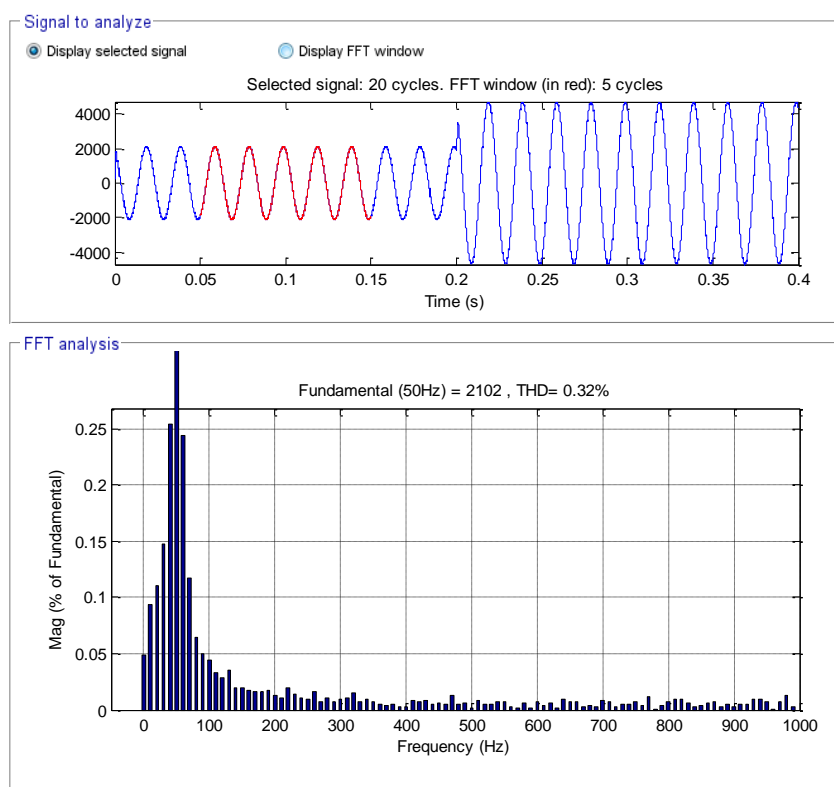 Signal to analyze
Display selected signal
Display FFT window
Selected signal: 20 cycles. FFT window (in red): 5 cycles
4000
2000
0
-2000
-4000
0 0.05 0.1 0.15 0.2 0.25 0.3 0.35 0.4
Time (s)
FFT analysis
Fundamental (50Hz) = 2102 , THD= 0.32%
0.25
0.2
0.15
0.1
0.05
0
Mag (% of Fundamental)
0 100 200 300 400 500 600 700 800 900 1000
Frequency (Hz)